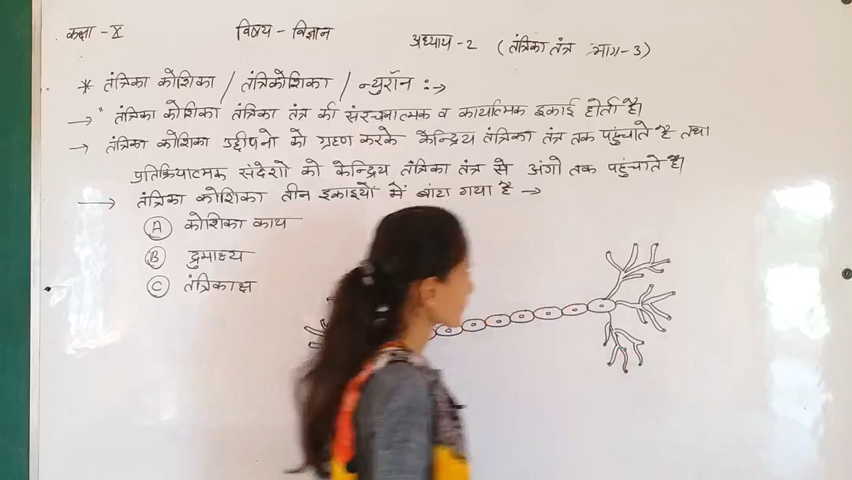 कक्षा - X
विषय - विज्ञान
अध्याय - 2 (तंत्रिका तंत्र भाग - 3)
* तंत्रिका कोशिका / तंत्रिकोशिका / न्युरॉन :→
→ " तंत्रिका कोशिका तंत्रिका तंत्र की संरचनात्मक व कार्यात्मक इकाई होती है।
→ तंत्रिका कोशिका उद्दीपनो को ग्रहण करके केन्द्रिय तंत्रिका तंत्र तक पहुंचाते है तथा
प्रतिक्रियात्मक संदेशो को केन्द्रिय तंत्रिका तंत्र से अंगो तक पहुंचाते है।
→ तंत्रिका कोशिका तीन इकाइयों में बांटा गया है →
A कोशिका काय
B द्रुमाश्य
C तंत्रिकाक्ष